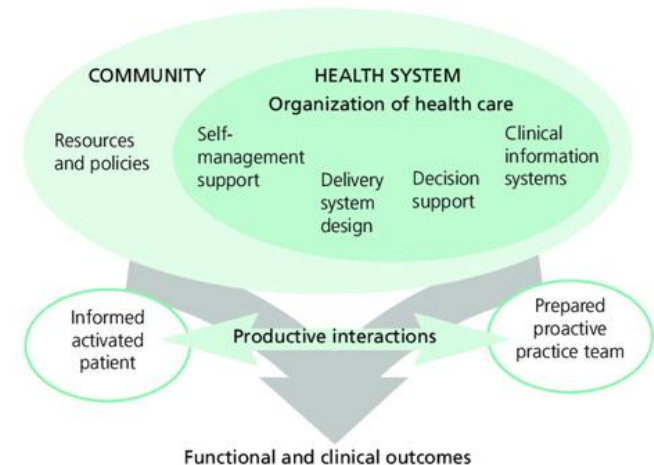 COMMUNITY
HEALTH SYSTEM
Organization of health care
Resources
and policies
Self-
management
support
Delivery
system
design
Decision
support
Clinical
information
systems
Informed
activated
patient
Productive interactions
Prepared
proactive
practice team
Functional and clinical outcomes